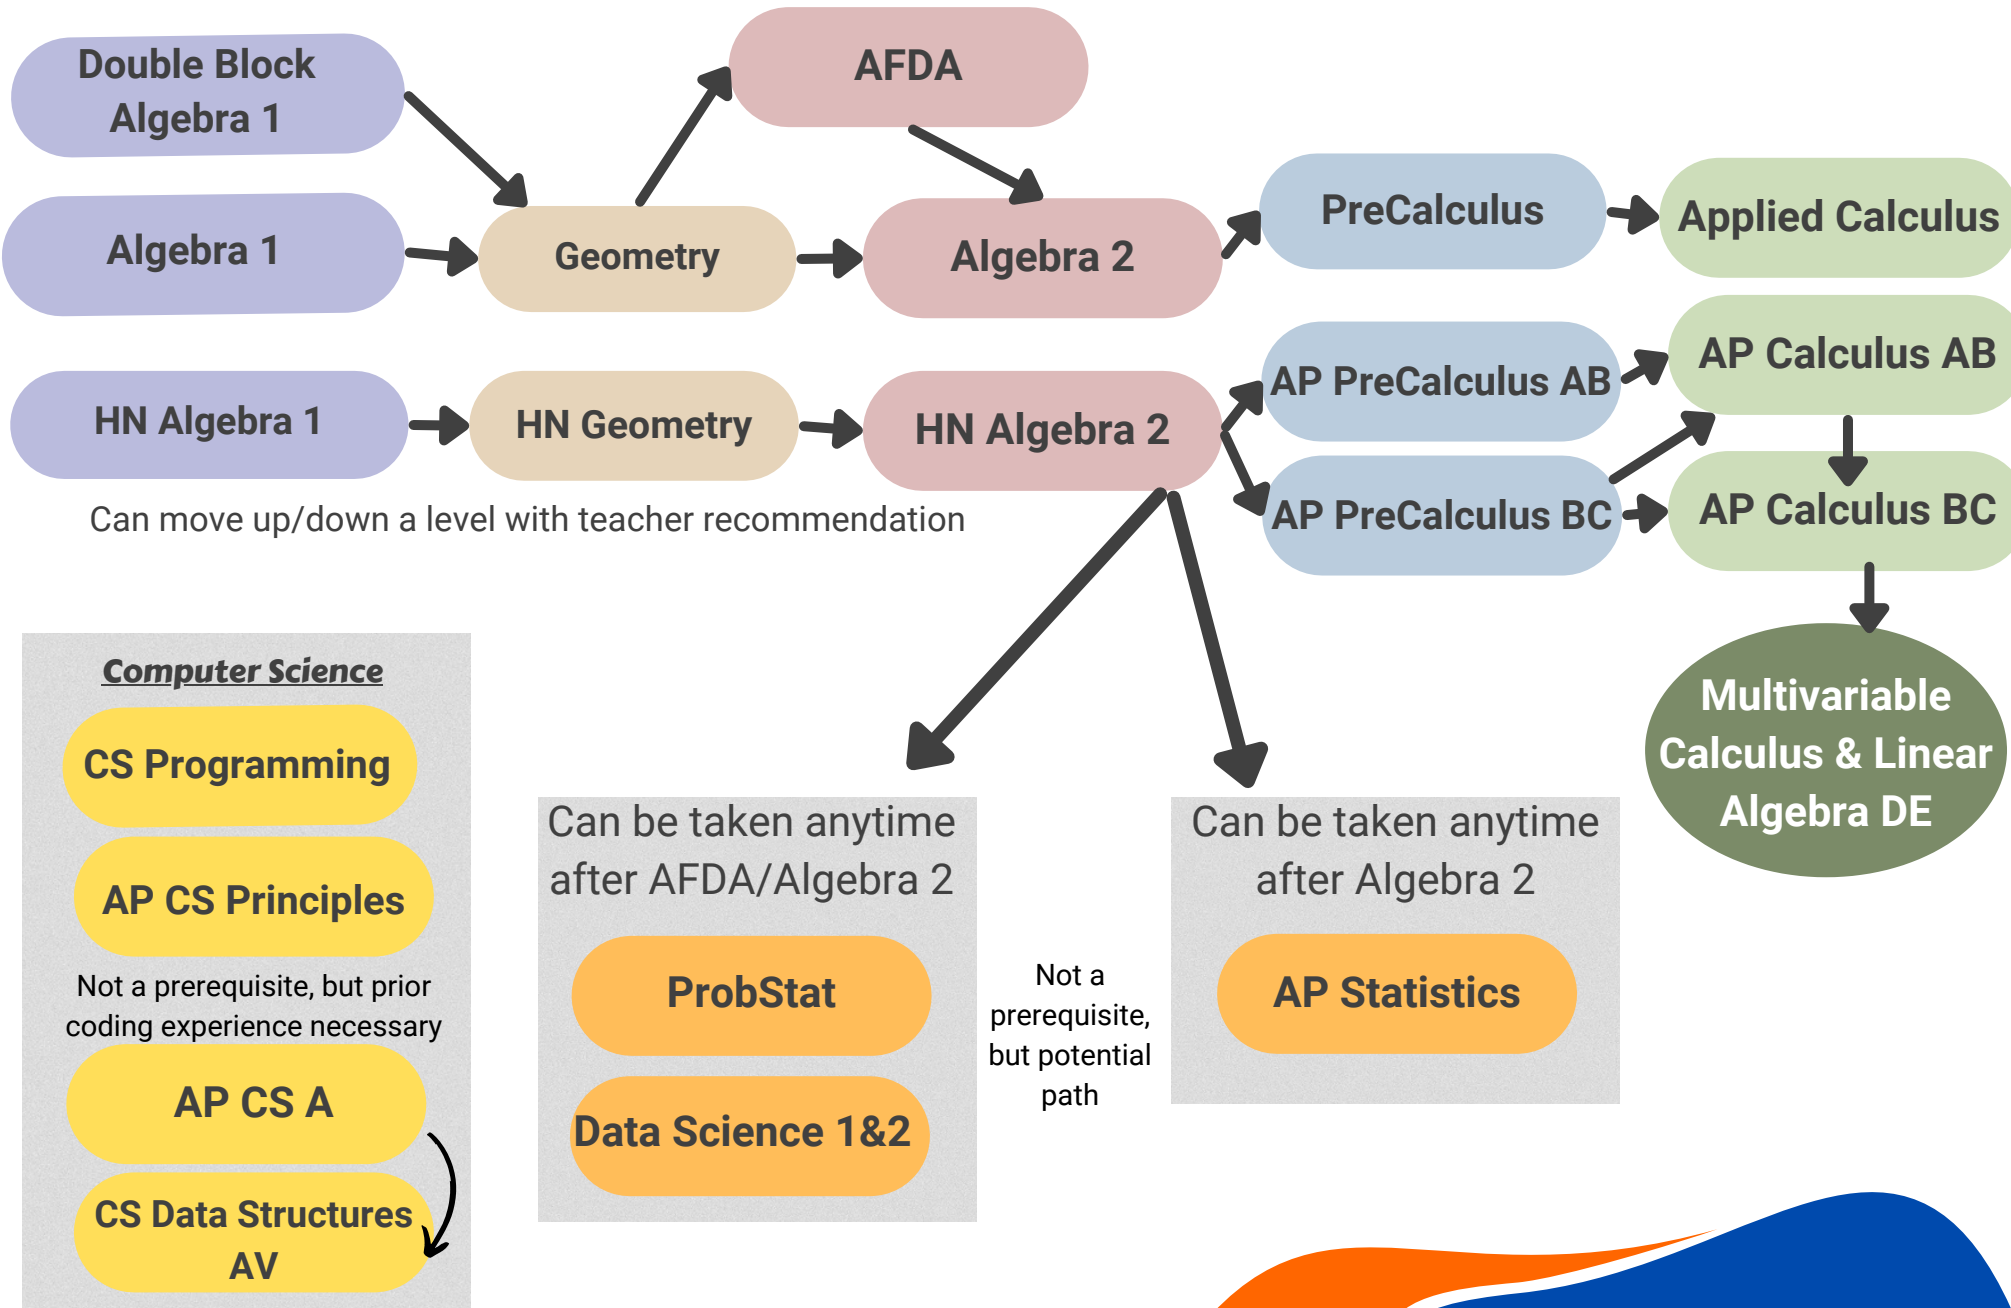 Double Block
Algebra 1
AFDA
Algebra 1
Geometry
Algebra 2
PreCalculus
Applied Calculus
HN Algebra 1
HN Geometry
HN Algebra 2
AP PreCalculus AB
AP Calculus AB
AP PreCalculus BC
AP Calculus BC
Can move up/down a level with teacher recommendation
Multivariable
Calculus & Linear
Algebra DE
Computer Science
CS Programming
AP CS Principles
Not a prerequisite, but prior
coding experience necessary
AP CS A
CS Data Structures
AV
Can be taken anytime
after AFDA/Algebra 2
ProbStat
Data Science 1&2
Not a
prerequisite,
but potential
path
Can be taken anytime
after Algebra 2
AP Statistics